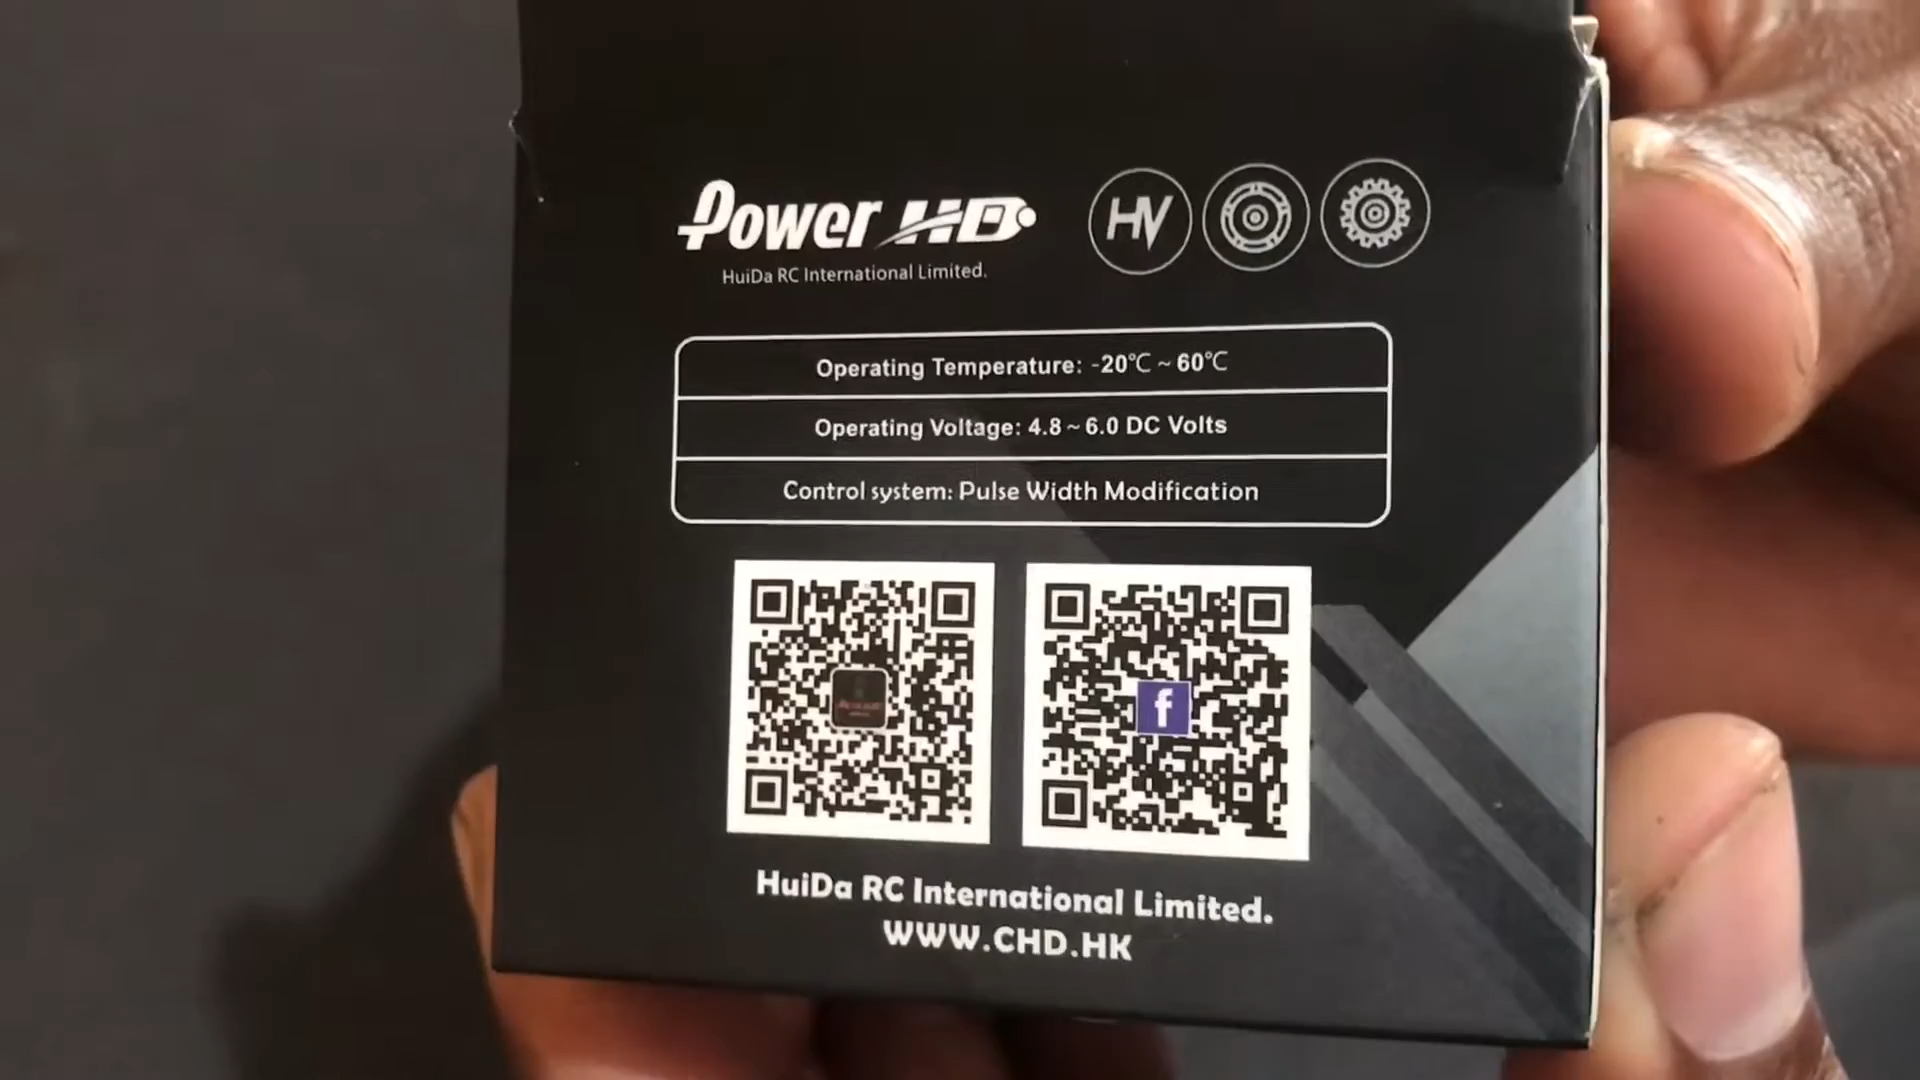 Power HD
HV
HuiDa RC International Limited.
Operating Temperature: -20℃ ~ 60℃
Operating Voltage: 4.8 ~ 6.0 DC Volts
Control system: Pulse Width Modification
f
HuiDa RC International Limited.
WWW.CHD.HK